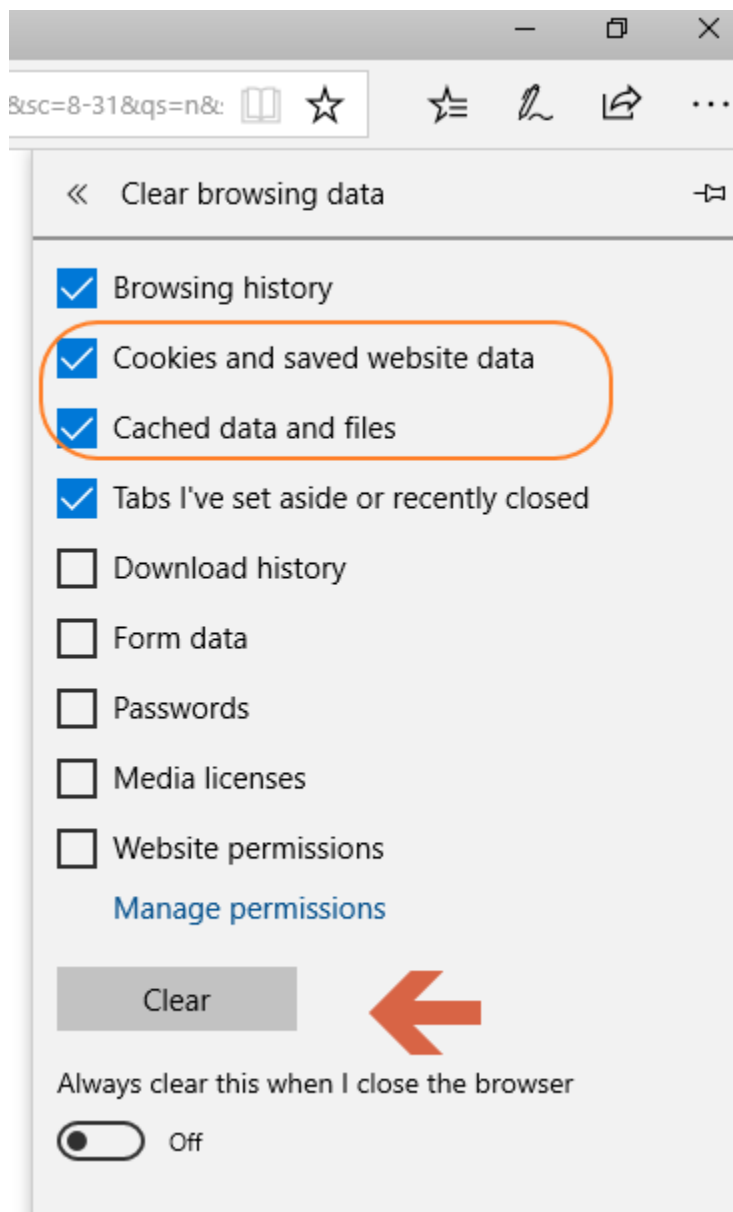 &sc=8-31&qs=n&:
Clear browsing data
Browsing history
Cookies and saved website data
Cached data and files
Tabs I've set aside or recently closed
Download history
Form data
Passwords
Media licenses
Website permissions
Manage permissions
Clear
Always clear this when I close the browser
Off